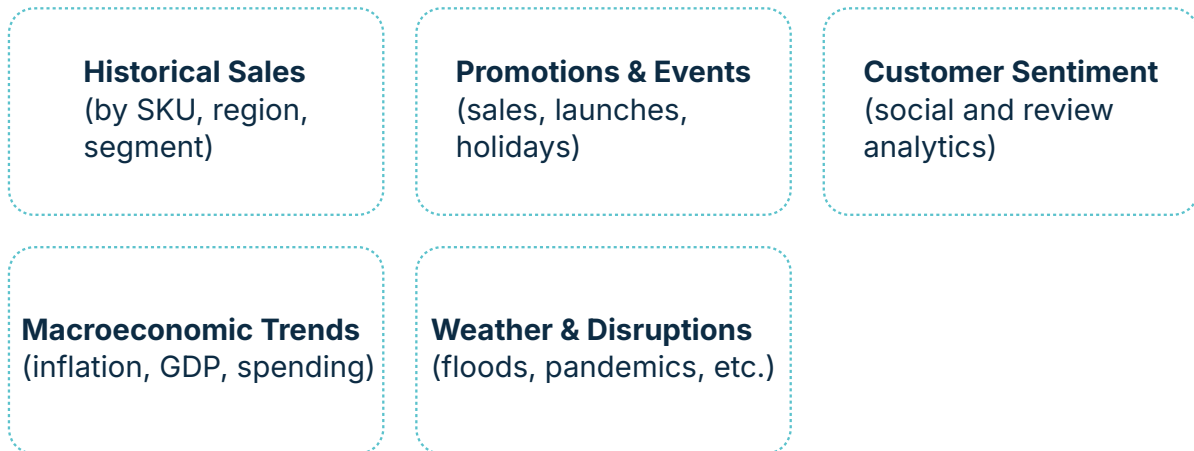 Historical Sales
(by SKU, region,
segment)
Promotions & Events
(sales, launches,
holidays)
Customer Sentiment
(social and review
analytics)
Macroeconomic Trends
(inflation, GDP, spending)
Weather & Disruptions
(floods, pandemics, etc.)